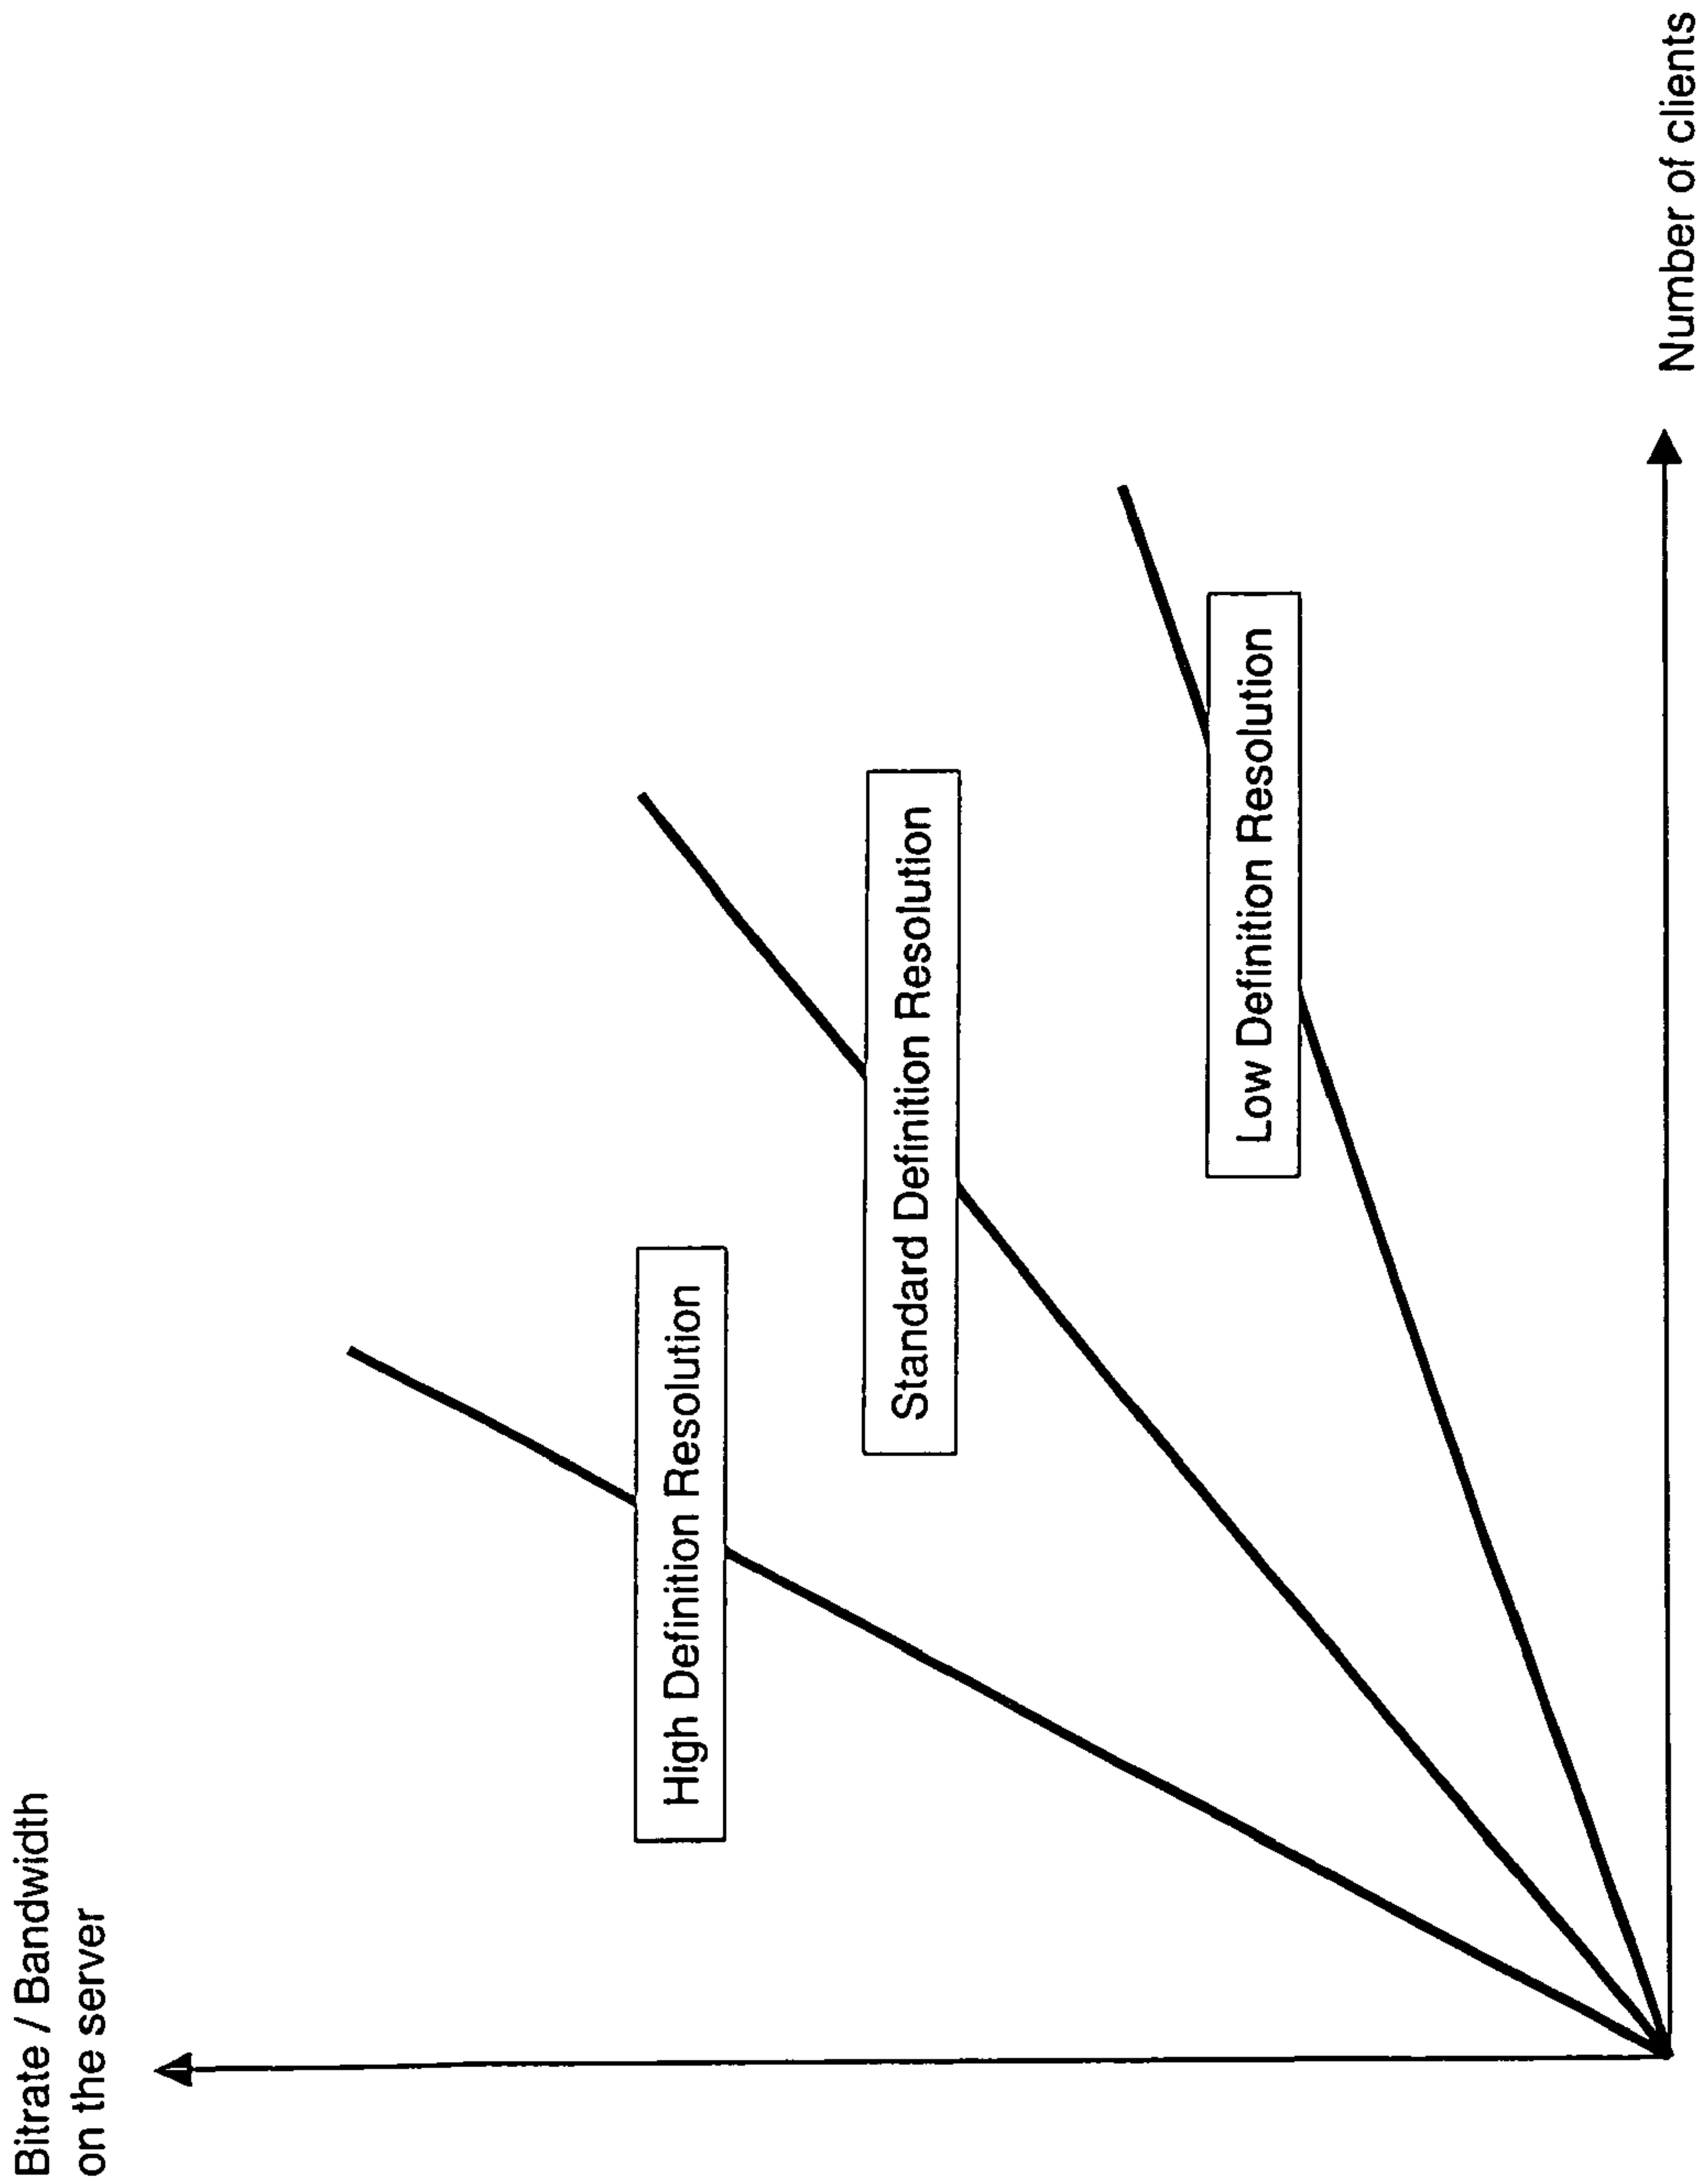 Bitrate / Bandwidth
on the server
High Definition Resolution
Standard Definition Resolution
Low Definition Resolution
Number of clients